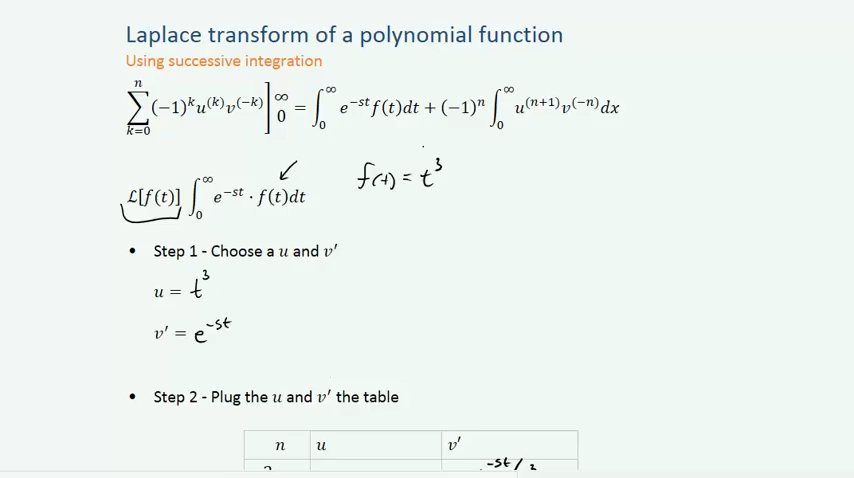 Laplace transform of a polynomial function
Using successive integration
n
∑ (−1)ᵏu⁽ᵏ⁾v⁽⁻ᵏ⁾]₀^∞ = ∫₀^∞ e⁻ˢᵗ f(t)dt + (−1)ⁿ ∫₀^∞ u⁽ⁿ⁺¹⁾v⁽⁻ⁿ⁾dx
k=0
ℒ[f(t)] ∫₀^∞ e⁻ˢᵗ · f(t)dt f(t) = t³
• Step 1 - Choose a u and v′
u = t³
v′ = e⁻ˢᵗ
• Step 2 - Plug the u and v′ the table
n u v′